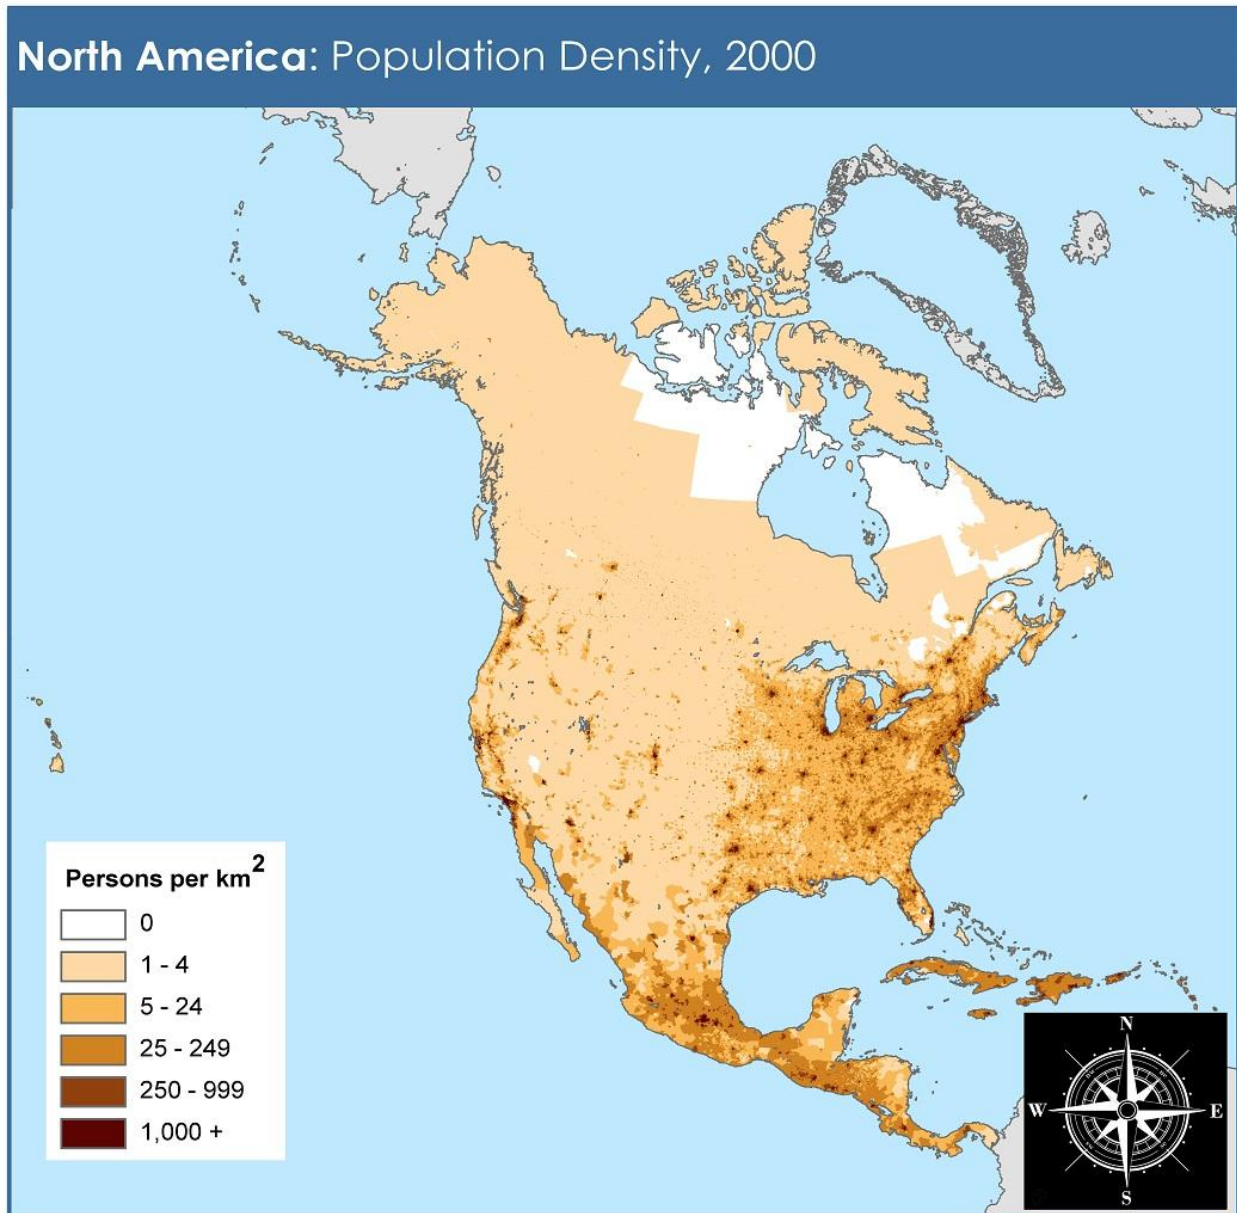 North America: Population Density, 2000
Persons per km2
0
1 - 4
5 - 24
25 - 249
250 - 999
1,000 +
N
W E
S